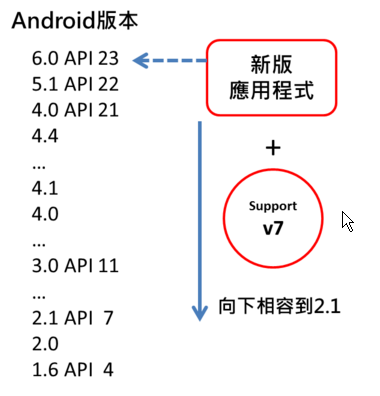 Android版本
6.0 API 23
5.1 API 22
4.0 API 21
4.4
...
4.1
4.0
...
3.0 API 11
...
2.1 API 7
2.0
1.6 API 4
新版
應用程式
+
Support
v7
向下相容到2.1